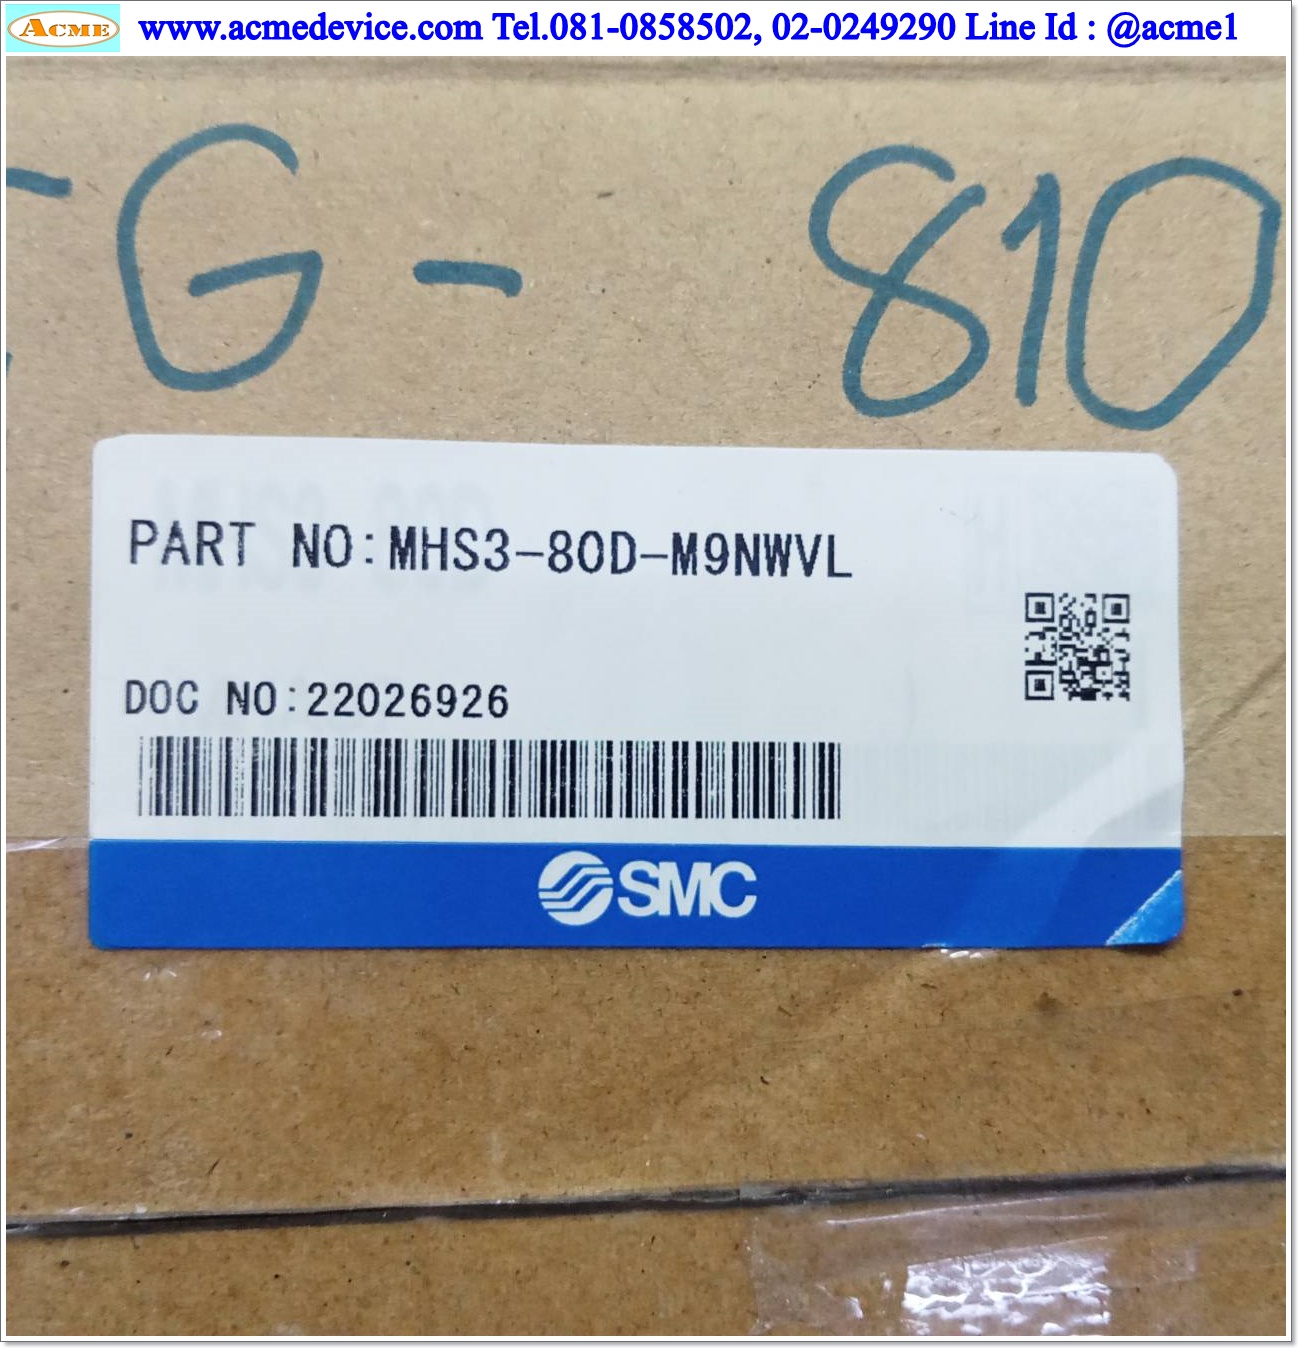 ACME www.acmedevice.com Tel.081-0858502, 02-0249290 Line Id : @acme1
G- 810
PART NO:MHS3-80D-M9NWVL
DOC NO:22026926
SMC